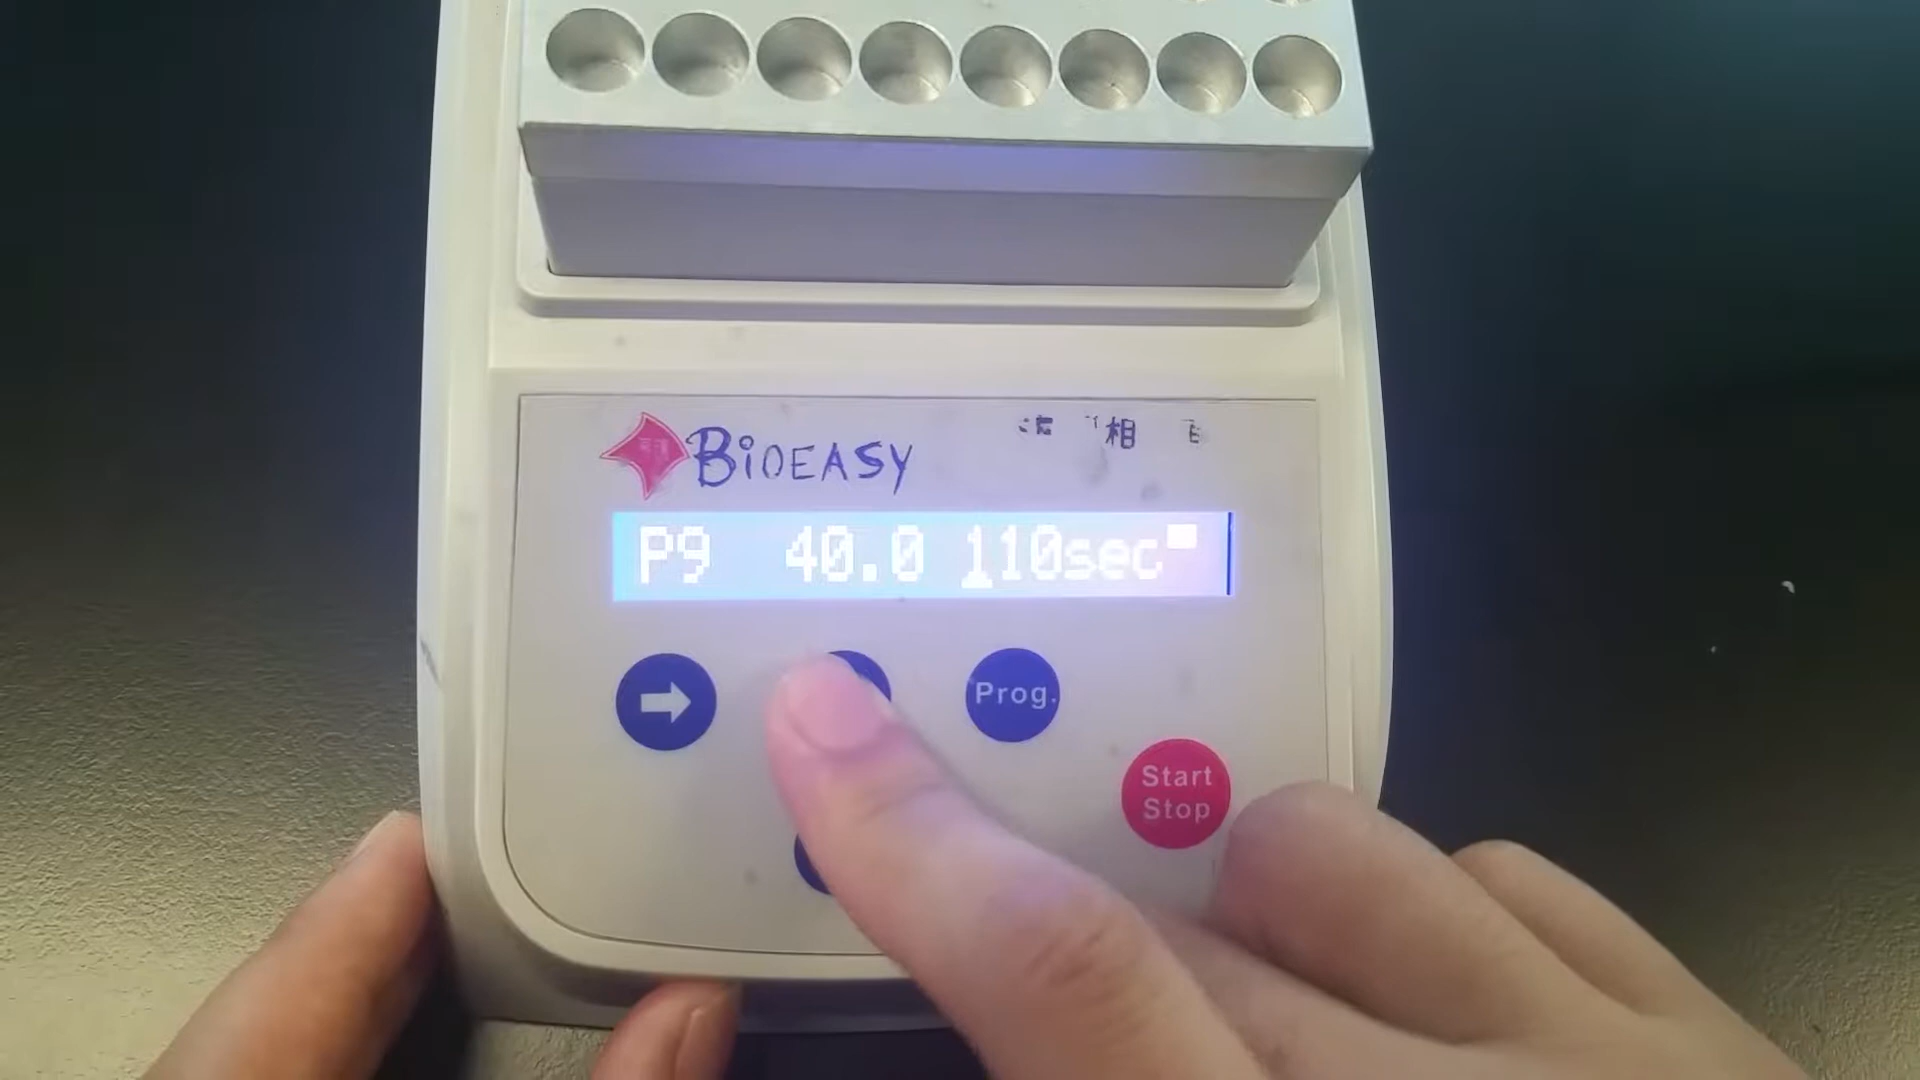 相
BIOEASY
P9 40.0 110sec
Prog.
Start
Stop